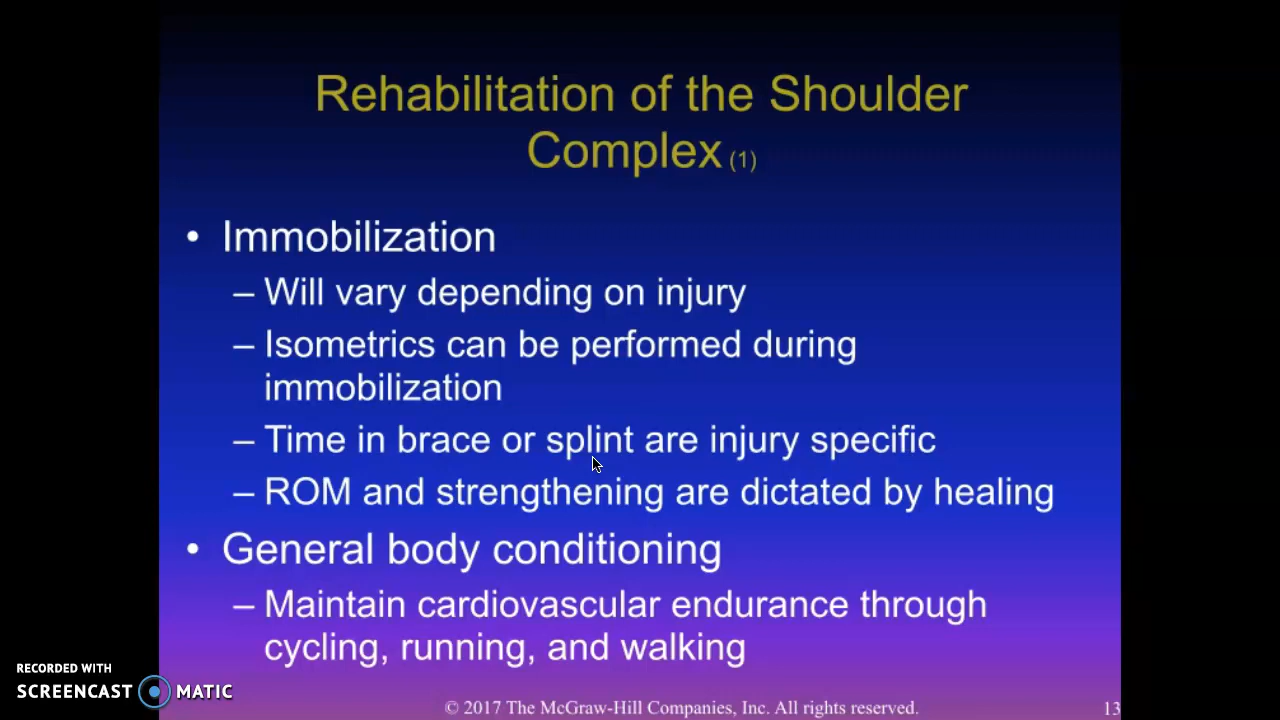 Rehabilitation of the Shoulder
Complex (1)
• Immobilization
– Will vary depending on injury
– Isometrics can be performed during
immobilization
– Time in brace or splint are injury specific
– ROM and strengthening are dictated by healing
• General body conditioning
– Maintain cardiovascular endurance through
cycling, running, and walking
RECORDED WITH
SCREENCAST MATIC
© 2017 The McGraw-Hill Companies, Inc. All rights reserved.
13